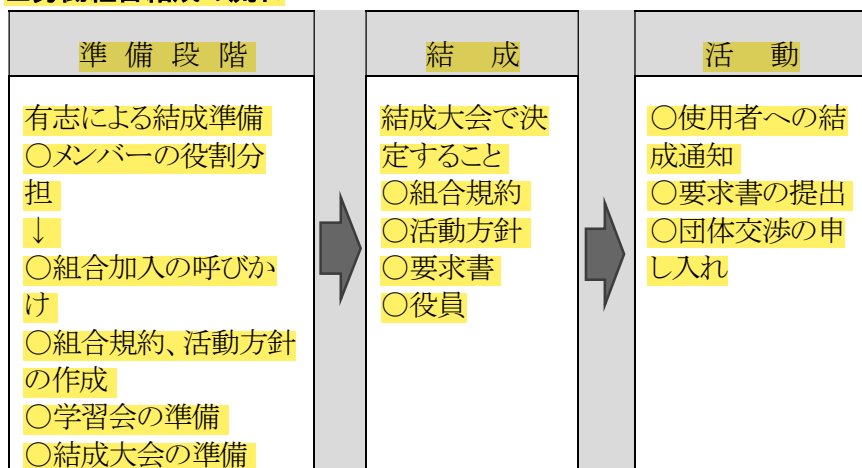 準 備 段 階
有志による結成準備
○メンバーの役割分
担
↓
○組合加入の呼びか
け
○組合規約、活動方針
の作成
○学習会の準備
○結成大会の準備
結 成
結成大会で決
定すること
○組合規約
○活動方針
○要求書
○役員
活 動
○使用者への結
成通知
○要求書の提出
○団体交渉の申
し入れ